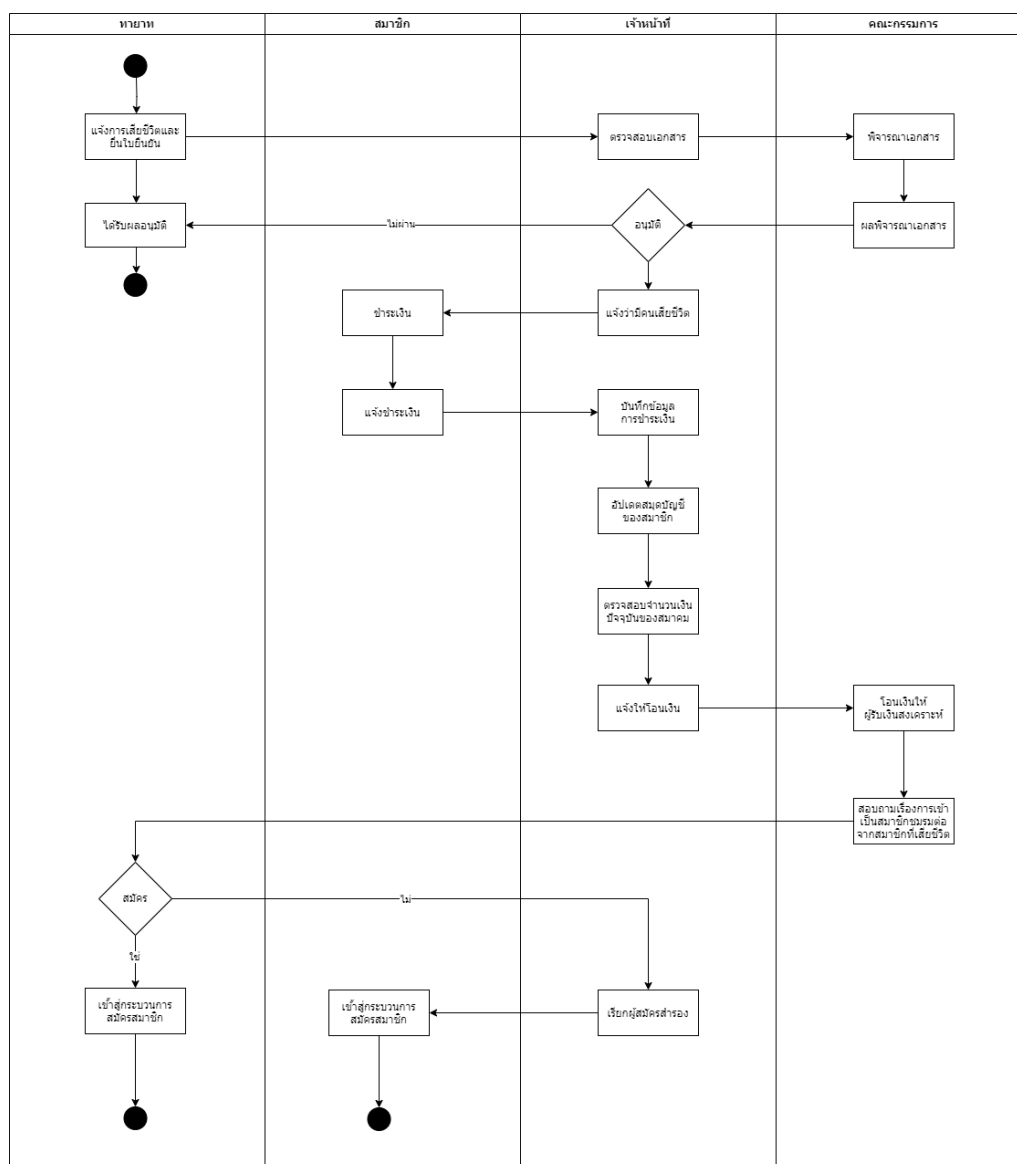 ทายาท
สมาชิก
เจ้าหน้าที่
คณะกรรมการ
แจ้งการเสียชีวิตและ
ยื่นใบยืนยัน
ตรวจสอบเอกสาร
พิจารณาเอกสาร
ได้รับผลอนุมัติ
ไม่ผ่าน
อนุมัติ
ผลพิจารณาเอกสาร
ชำระเงิน
แจ้งว่ามีคนเสียชีวิต
แจ้งชำระเงิน
บันทึกข้อมูล
การชำระเงิน
อัปเดตสมุดบัญชี
ของสมาชิก
ตรวจสอบจำนวนเงิน
ปัจจุบันของสมาคม
แจ้งให้โอนเงิน
โอนเงินให้
ผู้รับเงินสงเคราะห์
สอบถามเรื่องการเข้า
เป็นสมาชิกชมรมต่อ
จากสมาชิกที่เสียชีวิต
สมัคร
ไม่
ใช่
เข้าสู่กระบวนการ
สมัครสมาชิก
เข้าสู่กระบวนการ
สมัครสมาชิก
เรียกผู้สมัครสำรอง